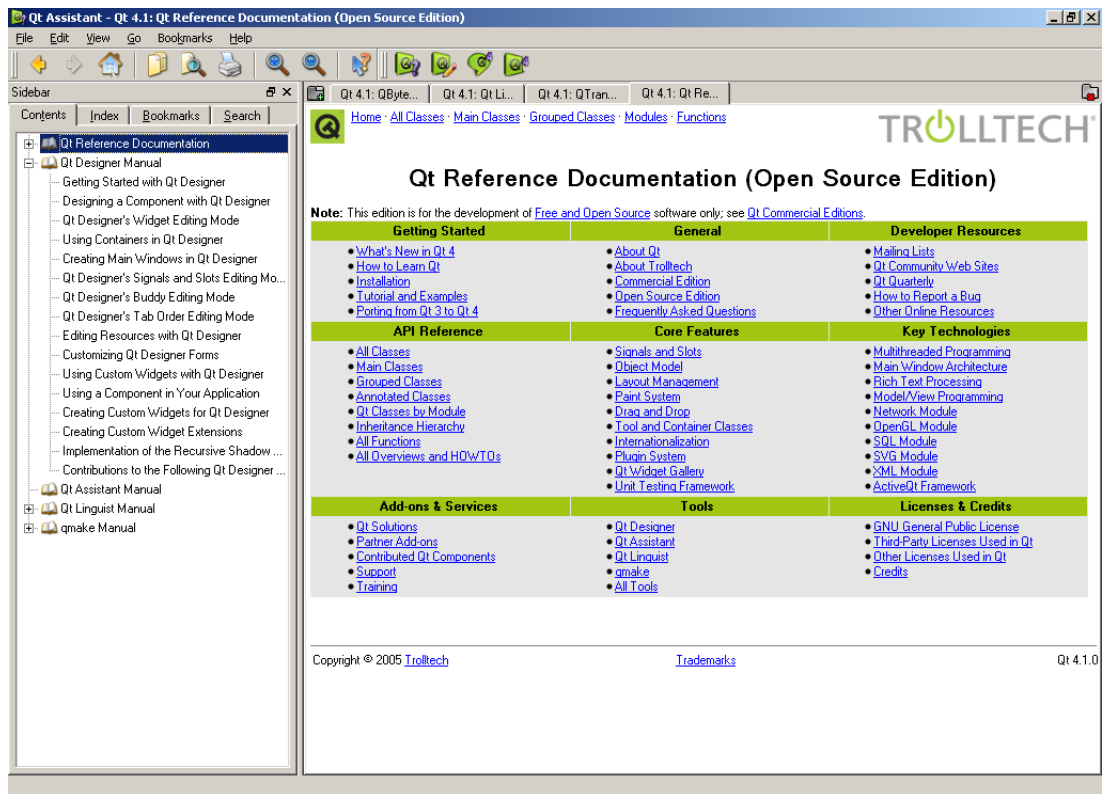 Qt Assistant - Qt 4.1: Qt Reference Documentation (Open Source Edition)
File Edit View Go Bookmarks Help
Sidebar
Contents Index Bookmarks Search
Qt Reference Documentation
Qt Designer Manual
Getting Started with Qt Designer
Designing a Component with Qt Designer
Qt Designer's Widget Editing Mode
Using Containers in Qt Designer
Creating Main Windows in Qt Designer
Qt Designer's Signals and Slots Editing Mo...
Qt Designer's Buddy Editing Mode
Qt Designer's Tab Order Editing Mode
Editing Resources with Qt Designer
Customizing Qt Designer Forms
Using Custom Widgets with Qt Designer
Using a Component in Your Application
Creating Custom Widgets for Qt Designer
Creating Custom Widget Extensions
Implementation of the Recursive Shadow ...
Contributions to the Following Qt Designer ...
Qt Assistant Manual
Qt Linguist Manual
qmake Manual
Qt 4.1: QByte... Qt 4.1: Qt Li... Qt 4.1: QTran... Qt 4.1: Qt Re...
Home · All Classes · Main Classes · Grouped Classes · Modules · Functions
TROLLTECH
Qt Reference Documentation (Open Source Edition)
Note: This edition is for the development of Free and Open Source software only; see Qt Commercial Editions.
Getting Started
What's New in Qt 4
How to Learn Qt
Installation
Tutorial and Examples
Porting from Qt 3 to Qt 4
General
About Qt
About Trolltech
Commercial Edition
Open Source Edition
Frequently Asked Questions
Developer Resources
Mailing Lists
Qt Community Web Sites
Qt Quarterly
How to Report a Bug
Other Online Resources
API Reference
All Classes
Main Classes
Grouped Classes
Annotated Classes
Qt Classes by Module
Inheritance Hierarchy
All Functions
All Overviews and HOWTOs
Core Features
Signals and Slots
Object Model
Layout Management
Paint System
Drag and Drop
Tool and Container Classes
Internationalization
Plugin System
Qt Widget Gallery
Unit Testing Framework
Key Technologies
Multithreaded Programming
Main Window Architecture
Rich Text Processing
Model/View Programming
Network Module
OpenGL Module
SQL Module
SVG Module
XML Module
ActiveQt Framework
Add-ons & Services
Qt Solutions
Partner Add-ons
Contributed Qt Components
Support
Training
Tools
Qt Designer
Qt Assistant
Qt Linguist
qmake
All Tools
Licenses & Credits
GNU General Public License
Third-Party Licenses Used in Qt
Other Licenses Used in Qt
Credits
Copyright © 2005 Trolltech Trademarks Qt 4.1.0